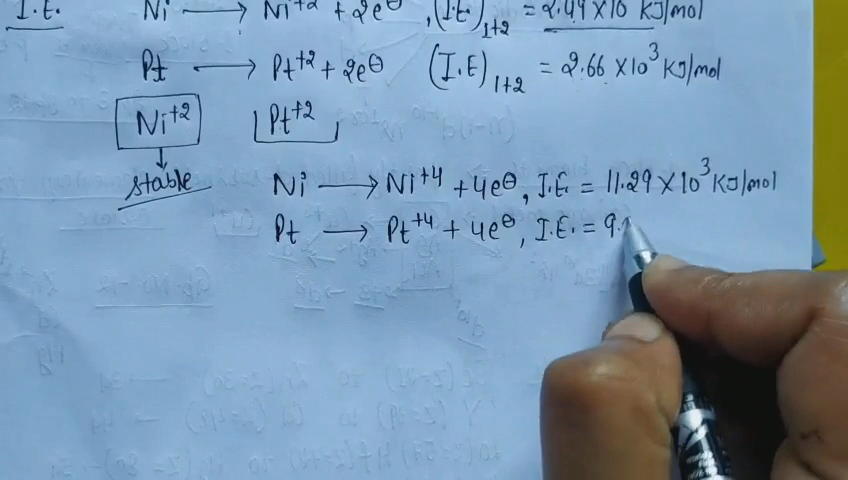 I.E. Ni → Ni+2 + 2e⊖, (I.E)1+2 = 2.49 × 10 KJ/mol
Pt → Pt+2 + 2e⊖ (I.E)1+2 = 2.66 × 10³ KJ/mol
Ni+2 Pt+2
stable Ni → Ni+4 + 4e⊖, I.E. = 11.29 × 10³ KJ/mol
Pt → Pt+4 + 4e⊖, I.E. = 9.